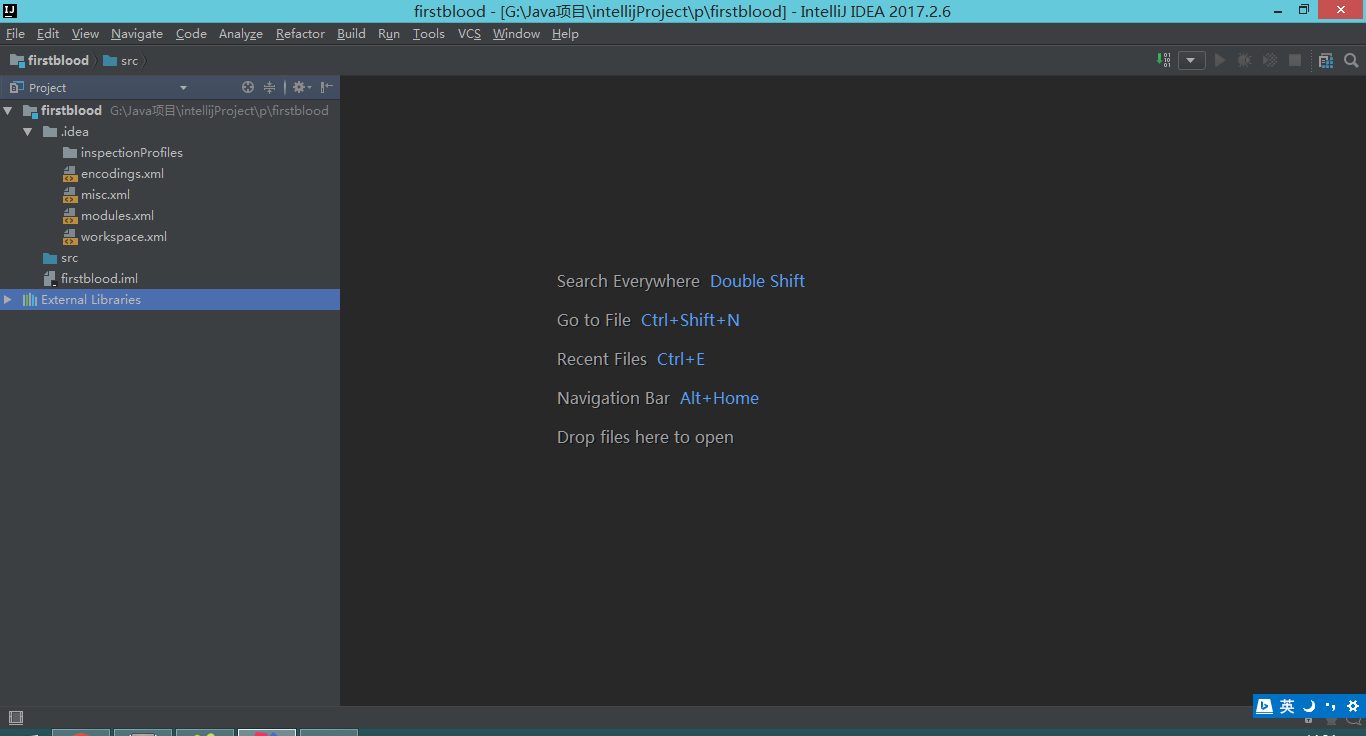 firstblood - [G:\Java项目\intellijProject\p\firstblood] - IntelliJ IDEA 2017.2.6
File Edit View Navigate Code Analyze Refactor Build Run Tools VCS Window Help
firstblood src
Project
firstblood G:\Java项目\intellijProject\p\firstblood
.idea
inspectionProfiles
encodings.xml
misc.xml
modules.xml
workspace.xml
src
firstblood.iml
External Libraries
Search Everywhere Double Shift
Go to File Ctrl+Shift+N
Recent Files Ctrl+E
Navigation Bar Alt+Home
Drop files here to open
英